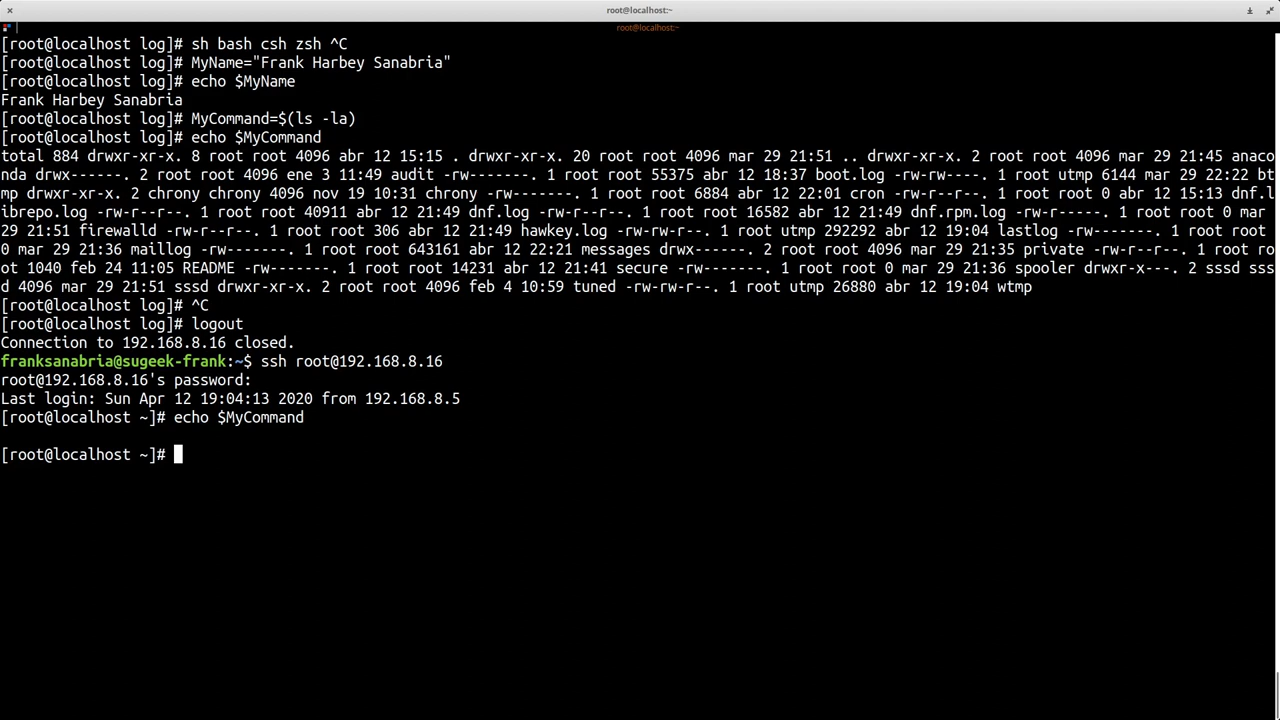 root@localhost:~
root@localhost:~
[root@localhost log]# sh bash csh zsh ^C
[root@localhost log]# MyName="Frank Harbey Sanabria"
[root@localhost log]# echo $MyName
Frank Harbey Sanabria
[root@localhost log]# MyCommand=$(ls -la)
[root@localhost log]# echo $MyCommand
total 884 drwxr-xr-x. 8 root root 4096 abr 12 15:15 . drwxr-xr-x. 20 root root 4096 mar 29 21:51 .. drwxr-xr-x. 2 root root 4096 mar 29 21:45 anaco
nda drwx------. 2 root root 4096 ene 3 11:49 audit -rw-------. 1 root root 55375 abr 12 18:37 boot.log -rw-rw----. 1 root utmp 6144 mar 29 22:22 bt
mp drwxr-xr-x. 2 chrony chrony 4096 nov 19 10:31 chrony -rw-------. 1 root root 6884 abr 12 22:01 cron -rw-r--r--. 1 root root 0 abr 12 15:13 dnf.l
ibrepo.log -rw-r--r--. 1 root root 40911 abr 12 21:49 dnf.log -rw-r--r--. 1 root root 16582 abr 12 21:49 dnf.rpm.log -rw-r-----. 1 root root 0 mar
29 21:51 firewalld -rw-r--r--. 1 root root 306 abr 12 21:49 hawkey.log -rw-rw-r--. 1 root utmp 292292 abr 12 19:04 lastlog -rw-------. 1 root root
0 mar 29 21:36 maillog -rw-------. 1 root root 643161 abr 12 22:21 messages drwx------. 2 root root 4096 mar 29 21:35 private -rw-r--r--. 1 root ro
ot 1040 feb 24 11:05 README -rw-------. 1 root root 14231 abr 12 21:41 secure -rw-------. 1 root root 0 mar 29 21:36 spooler drwxr-x---. 2 sssd sss
d 4096 mar 29 21:51 sssd drwxr-xr-x. 2 root root 4096 feb 4 10:59 tuned -rw-rw-r--. 1 root utmp 26880 abr 12 19:04 wtmp
[root@localhost log]# ^C
[root@localhost log]# logout
Connection to 192.168.8.16 closed.
franksanabria@sugeek-frank:~$ ssh root@192.168.8.16
root@192.168.8.16's password:
Last login: Sun Apr 12 19:04:13 2020 from 192.168.8.5
[root@localhost ~]# echo $MyCommand
[root@localhost ~]#